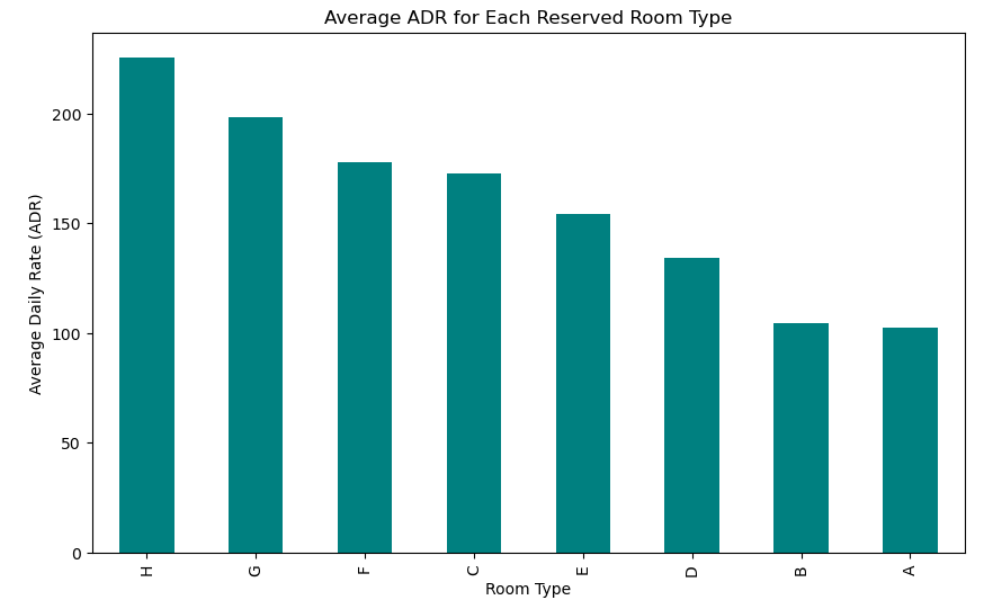 Average ADR for Each Reserved Room Type
Average Daily Rate (ADR)
200
150
100
50
0
H G F C E D B A
Room Type